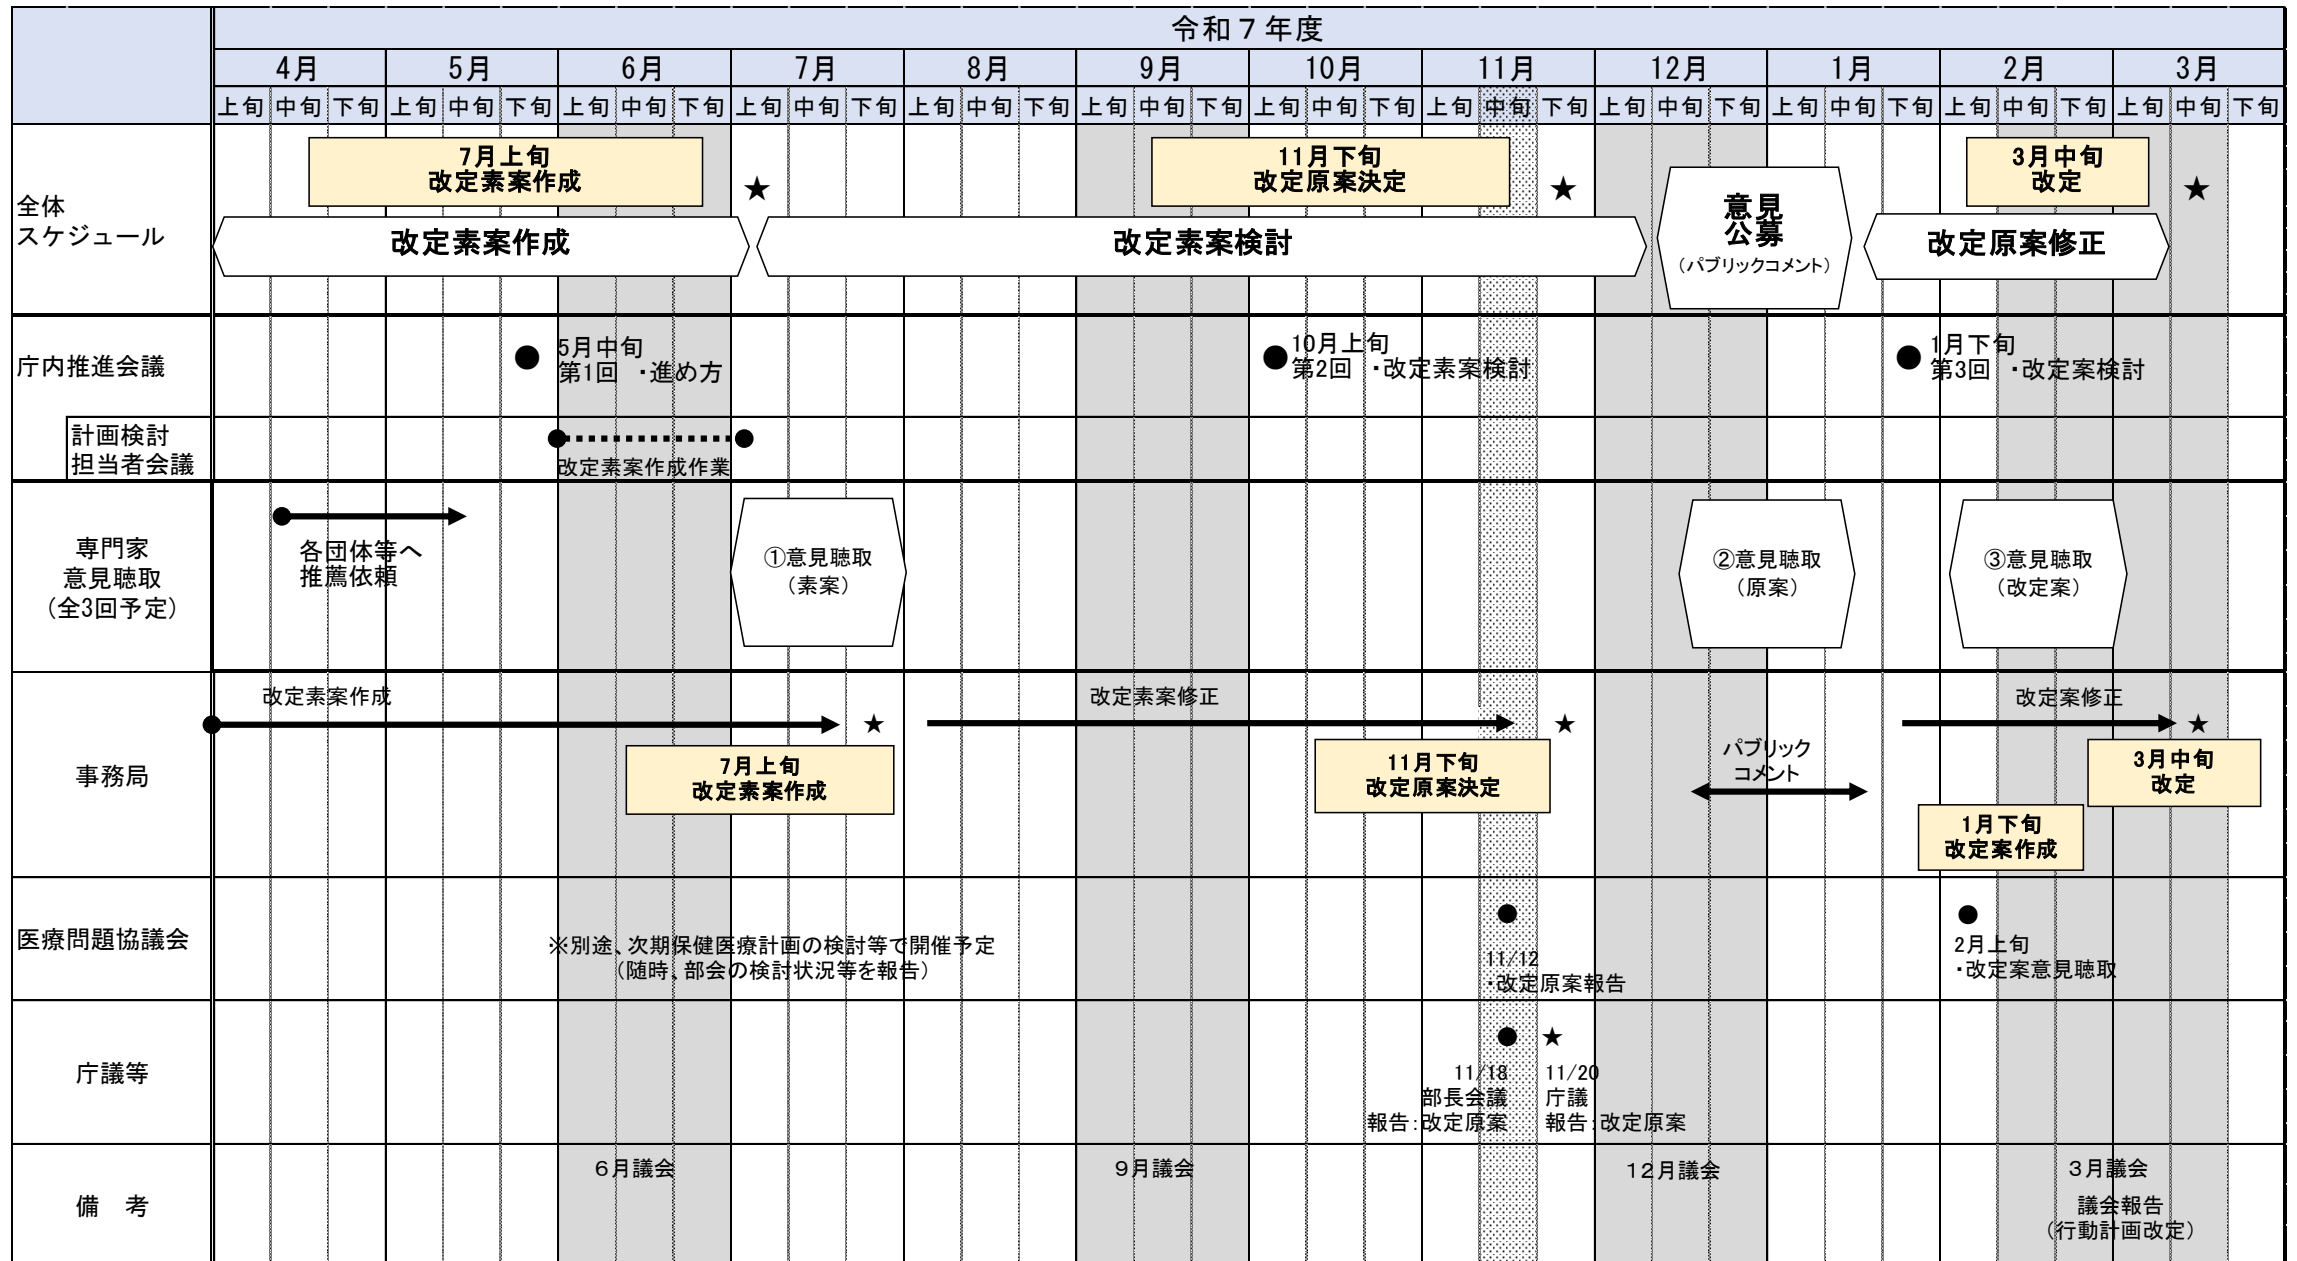 令和７年度
4月 5月 6月 7月 8月 9月 10月 11月 12月 1月 2月 3月
上旬 中旬 下旬 上旬 中旬 下旬 上旬 中旬 下旬 上旬 中旬 下旬 上旬 中旬 下旬 上旬 中旬 下旬 上旬 中旬 下旬 上旬 中旬 下旬 上旬 中旬 下旬 上旬 中旬 下旬 上旬 中旬 下旬 上旬 中旬 下旬
全体
スケジュール
7月上旬
改定素案作成
★
11月下旬
改定原案決定
★
3月中旬
改定
★
改定素案作成
改定素案検討
意見
公募
（パブリックコメント）
改定原案修正
庁内推進会議
●
5月中旬
第1回　・進め方
●
10月上旬
第2回　・改定素案検討
●
1月下旬
第3回　・改定案検討
計画検討
担当者会議
改定素案作成作業
専門家
意見聴取
（全3回予定）
各団体等へ
推薦依頼
①意見聴取
（素案）
②意見聴取
（原案）
③意見聴取
（改定案）
事務局
改定素案作成
★
7月上旬
改定素案作成
改定素案修正
★
11月下旬
改定原案決定
パブリック
コメント
改定案修正
★
3月中旬
改定
1月下旬
改定案作成
医療問題協議会
※別途、次期保健医療計画の検討等で開催予定
（随時、部会の検討状況等を報告）
●
11/12
・改定原案報告
●
2月上旬
・改定案意見聴取
庁議等
● ★
11/18
部長会議
報告：改定原案
11/20
庁議
報告：改定原案
備　考
６月議会
９月議会
１２月議会
３月議会
議会報告
（行動計画改定）